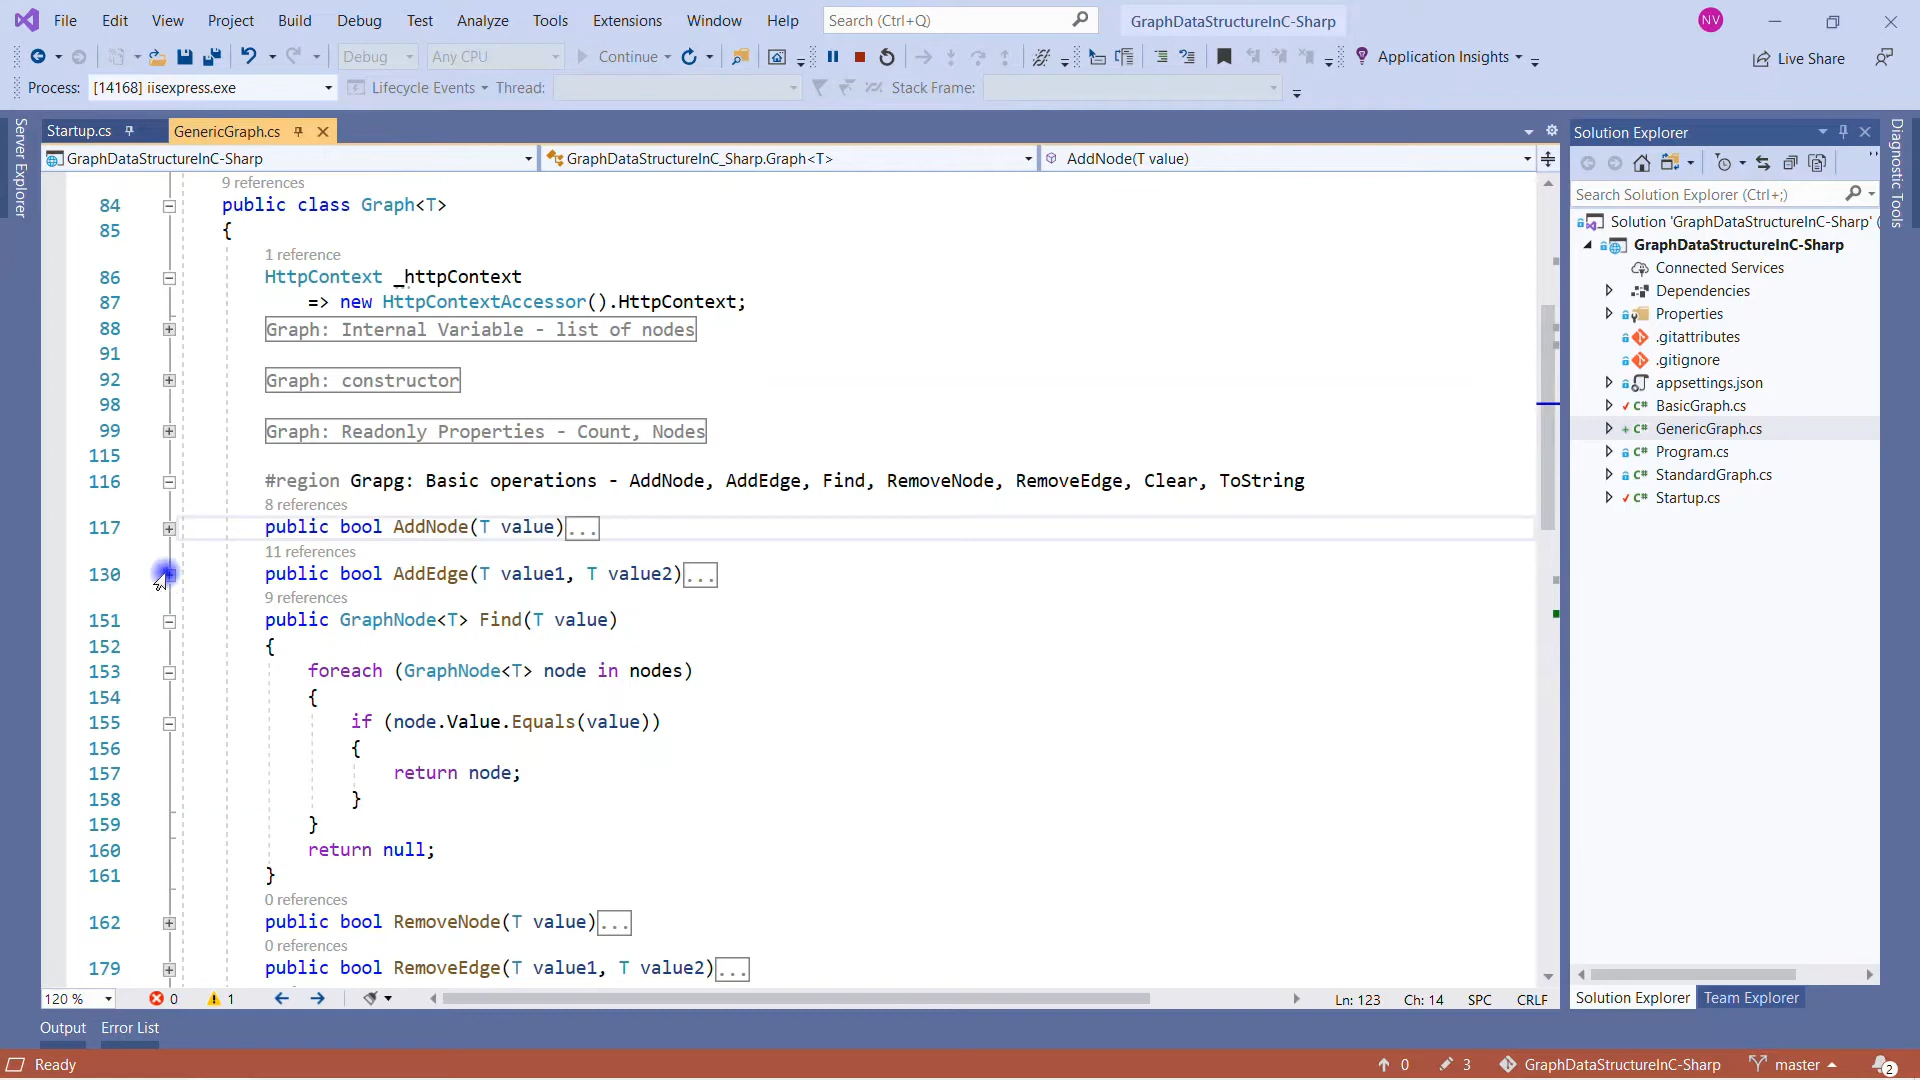 File Edit View Project Build Debug Test Analyze Tools Extensions Window Help Search (Ctrl+Q) GraphDataStructureInC-Sharp NV
Debug Any CPU Continue Application Insights Live Share
Process: [14168] iisexpress.exe Lifecycle Events Thread: Stack Frame:
Server Explorer
Startup.cs GenericGraph.cs
GraphDataStructureInC-Sharp GraphDataStructureInC_Sharp.Graph<T> AddNode(T value)
9 references
84 public class Graph<T>
85 {
1 reference
86 HttpContext _httpContext
87 => new HttpContextAccessor().HttpContext;
88 Graph: Internal Variable - list of nodes
91
92 Graph: constructor
98
99 Graph: Readonly Properties - Count, Nodes
115
116 #region Grapg: Basic operations - AddNode, AddEdge, Find, RemoveNode, RemoveEdge, Clear, ToString
8 references
117 public bool AddNode(T value)...
11 references
130 public bool AddEdge(T value1, T value2)...
9 references
151 public GraphNode<T> Find(T value)
152 {
153 foreach (GraphNode<T> node in nodes)
154 {
155 if (node.Value.Equals(value))
156 {
157 return node;
158 }
159 }
160 return null;
161 }
0 references
162 public bool RemoveNode(T value)...
0 references
179 public bool RemoveEdge(T value1, T value2)...
120 % 0 1 Ln: 123 Ch: 14 SPC CRLF
Solution Explorer
Search Solution Explorer (Ctrl+;)
Solution 'GraphDataStructureInC-Sharp' (
GraphDataStructureInC-Sharp
Connected Services
Dependencies
Properties
.gitattributes
.gitignore
appsettings.json
C# BasicGraph.cs
C# GenericGraph.cs
C# Program.cs
C# StandardGraph.cs
C# Startup.cs
Solution Explorer Team Explorer
Diagnostic Tools
Output Error List
Ready 0 3 GraphDataStructureInC-Sharp master 2